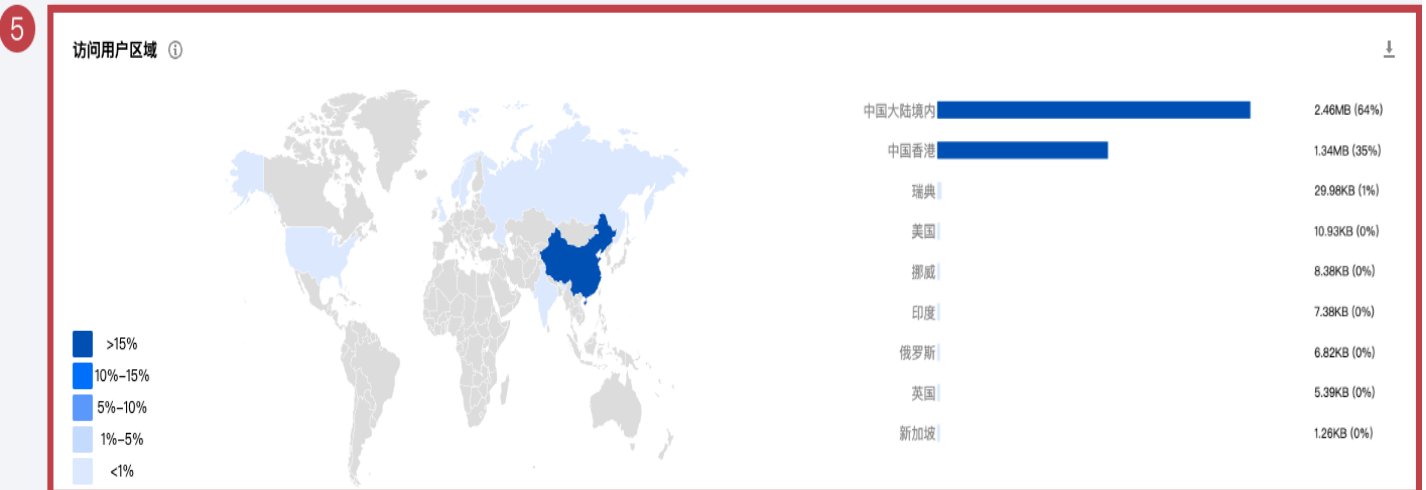 5
访问用户区域
中国大陆境内 2.46MB (64%)
中国香港 1.34MB (35%)
瑞典 29.98KB (1%)
美国 10.93KB (0%)
挪威 8.38KB (0%)
印度 7.38KB (0%)
俄罗斯 6.82KB (0%)
英国 5.39KB (0%)
新加坡 1.26KB (0%)
>15%
10%-15%
5%-10%
1%-5%
<1%